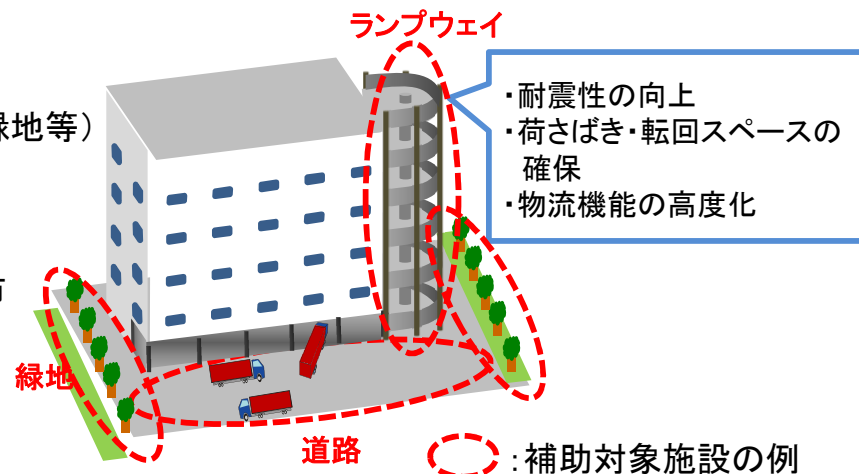 ランプウェイ
緑地等）
・耐震性の向上
・荷さばき・転回スペースの
確保
・物流機能の高度化
緑地
道路
：補助対象施設の例